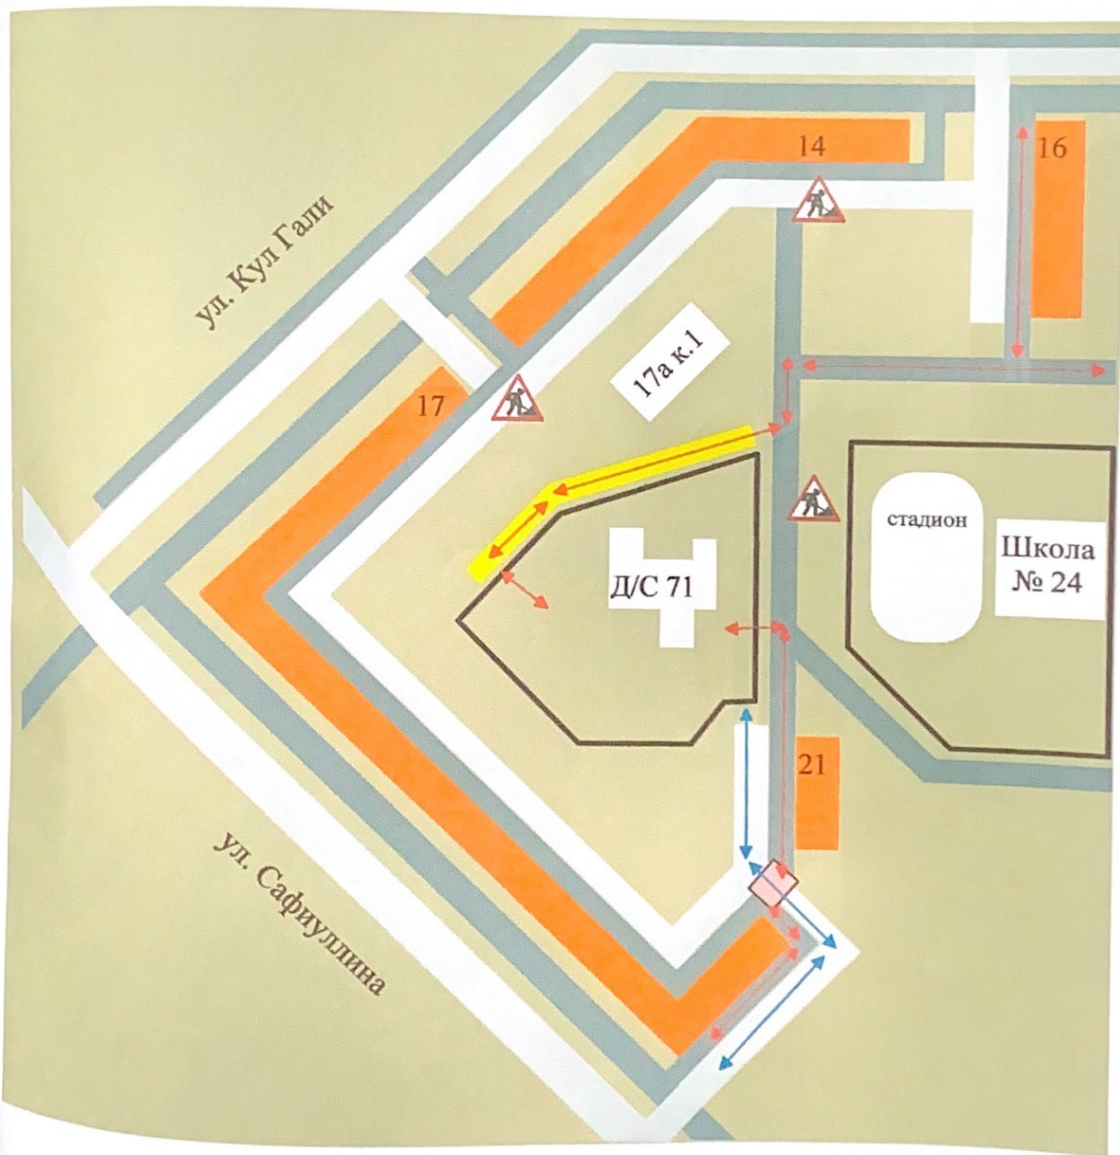 14
16
ул. Кул Гали
17а к.1
17
стадион
Школа
№ 24
Д/С 71
21
ул. Сафиуллина